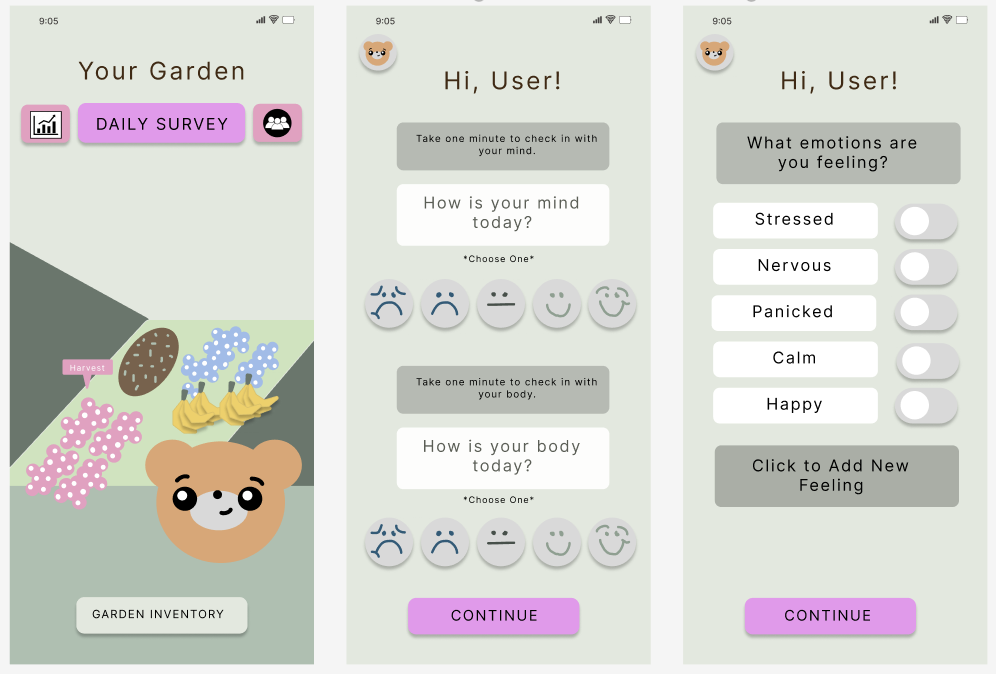 9:05
Your Garden
DAILY SURVEY
Harvest
GARDEN INVENTORY
9:05
Hi, User!
Take one minute to check in with
your mind.
How is your mind
today?
*Choose One*
Take one minute to check in with
your body.
How is your body
today?
*Choose One*
CONTINUE
9:05
Hi, User!
What emotions are
you feeling?
Stressed
Nervous
Panicked
Calm
Happy
Click to Add New
Feeling
CONTINUE